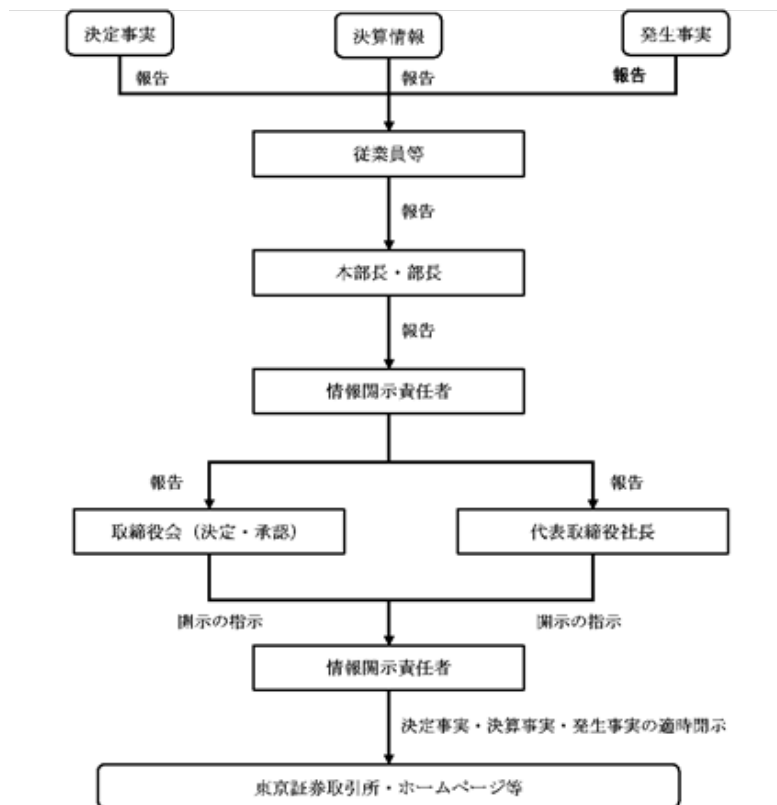 決定事実
決算情報
発生事実
報告
報告
報告
従業員等
報告
本部長・部長
報告
情報開示責任者
報告
報告
取締役会（決定・承認）
代表取締役社長
開示の指示
開示の指示
情報開示責任者
決定事実・決算事実・発生事実の適時開示
東京証券取引所・ホームページ等